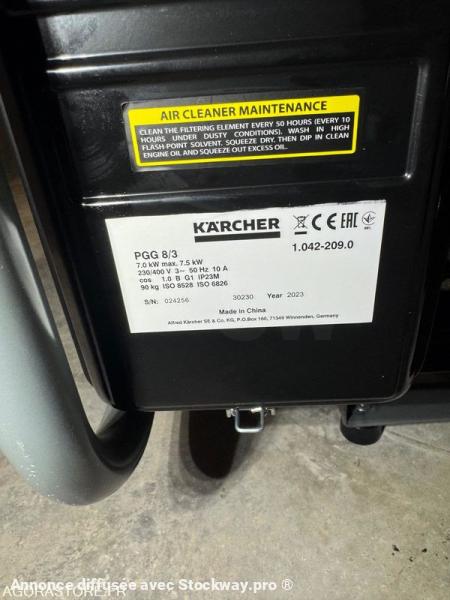 AIR CLEANER MAINTENANCE
CLEAN THE FILTERING ELEMENT EVERY 50 HOURS (EVERY 10
HOURS UNDER DUSTY CONDITIONS). WASH IN HIGH
FLASH-POINT SOLVENT. SQUEEZE DRY. THEN DIP IN CLEAN
ENGINE OIL AND SQUEEZE OUT EXCESS OIL.
KÄRCHER CE EAC
PGG 8/3 1.042-209.0
7.0 kW max. 7.5 kW
230/400 V 3~ 50 Hz 10 A
cos 1.0 B G1 IP23M
90 kg ISO 8528 ISO 6826
S/N: 024256 30230 Year 2023
Made in China
Alfred Kärcher SE & Co. KG, P.O.Box 160, 71349 Winnenden, Germany
Annonce diffusée avec Stockway.pro ®
AGORASTORE.FR